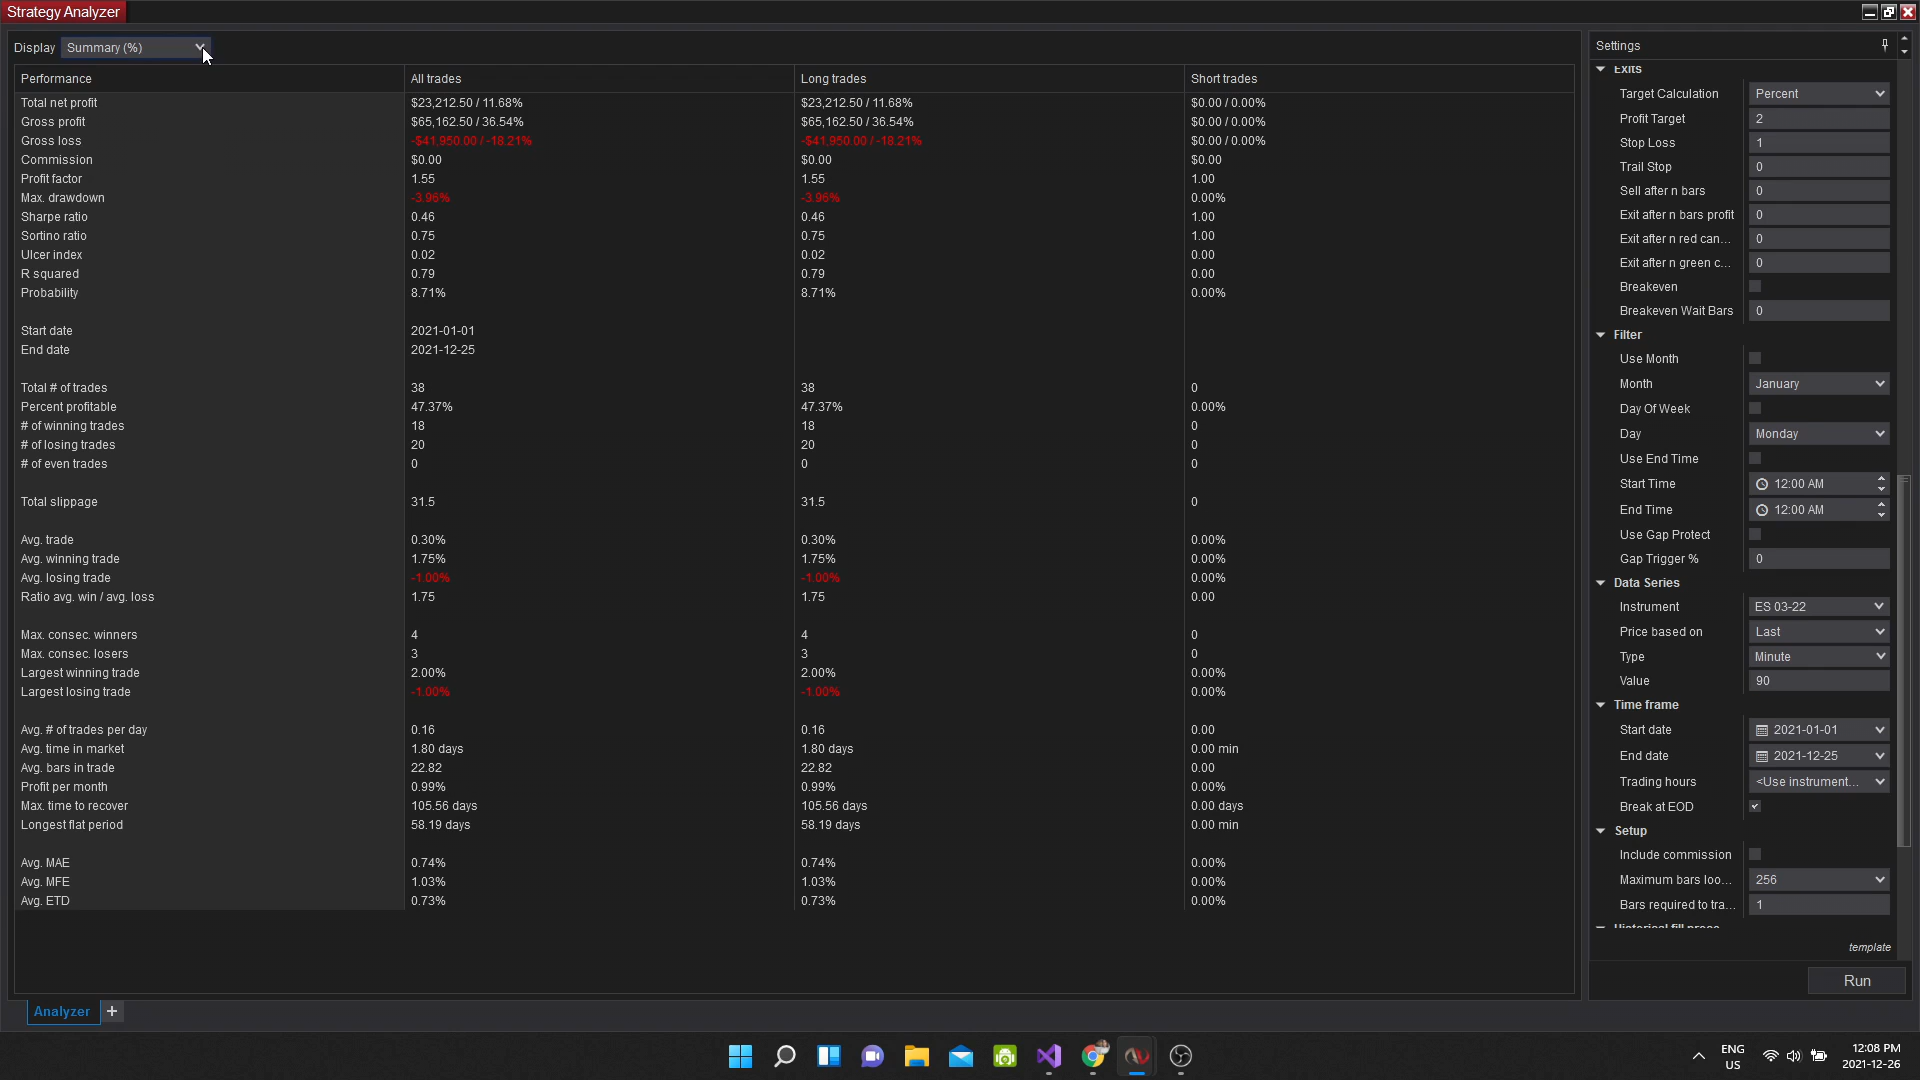 Strategy Analyzer
Display Summary (%)
Performance All trades Long trades Short trades
Total net profit $23,212.50 / 11.68% $23,212.50 / 11.68% $0.00 / 0.00%
Gross profit $65,162.50 / 36.54% $65,162.50 / 36.54% $0.00 / 0.00%
Gross loss -$41,950.00 / -18.21% -$41,950.00 / -18.21% $0.00 / 0.00%
Commission $0.00 $0.00 $0.00
Profit factor 1.55 1.55 1.00
Max. drawdown -3.96% -3.96% 0.00%
Sharpe ratio 0.46 0.46 1.00
Sortino ratio 0.75 0.75 1.00
Ulcer index 0.02 0.02 0.00
R squared 0.79 0.79 0.00
Probability 8.71% 8.71% 0.00%
Start date 2021-01-01
End date 2021-12-25
Total # of trades 38 38 0
Percent profitable 47.37% 47.37% 0.00%
# of winning trades 18 18 0
# of losing trades 20 20 0
# of even trades 0 0 0
Total slippage 31.5 31.5 0
Avg. trade 0.30% 0.30% 0.00%
Avg. winning trade 1.75% 1.75% 0.00%
Avg. losing trade -1.00% -1.00% 0.00%
Ratio avg. win / avg. loss 1.75 1.75 0.00
Max. consec. winners 4 4 0
Max. consec. losers 3 3 0
Largest winning trade 2.00% 2.00% 0.00%
Largest losing trade -1.00% -1.00% 0.00%
Avg. # of trades per day 0.16 0.16 0.00
Avg. time in market 1.80 days 1.80 days 0.00 min
Avg. bars in trade 22.82 22.82 0.00
Profit per month 0.99% 0.99% 0.00%
Max. time to recover 105.56 days 105.56 days 0.00 days
Longest flat period 58.19 days 58.19 days 0.00 min
Avg. MAE 0.74% 0.74% 0.00%
Avg. MFE 1.03% 1.03% 0.00%
Avg. ETD 0.73% 0.73% 0.00%
Analyzer +
Settings
Exits
Target Calculation Percent
Profit Target 2
Stop Loss 1
Trail Stop 0
Sell after n bars 0
Exit after n bars profit 0
Exit after n red can... 0
Exit after n green c... 0
Breakeven
Breakeven Wait Bars 0
Filter
Use Month
Month January
Day Of Week
Day Monday
Use End Time
Start Time 12:00 AM
End Time 12:00 AM
Use Gap Protect
Gap Trigger % 0
Data Series
Instrument ES 03-22
Price based on Last
Type Minute
Value 90
Time frame
Start date 2021-01-01
End date 2021-12-25
Trading hours <Use instrument...
Break at EOD
Setup
Include commission
Maximum bars loo... 256
Bars required to tra... 1
template
Run
ENG
US
12:08 PM
2021-12-26